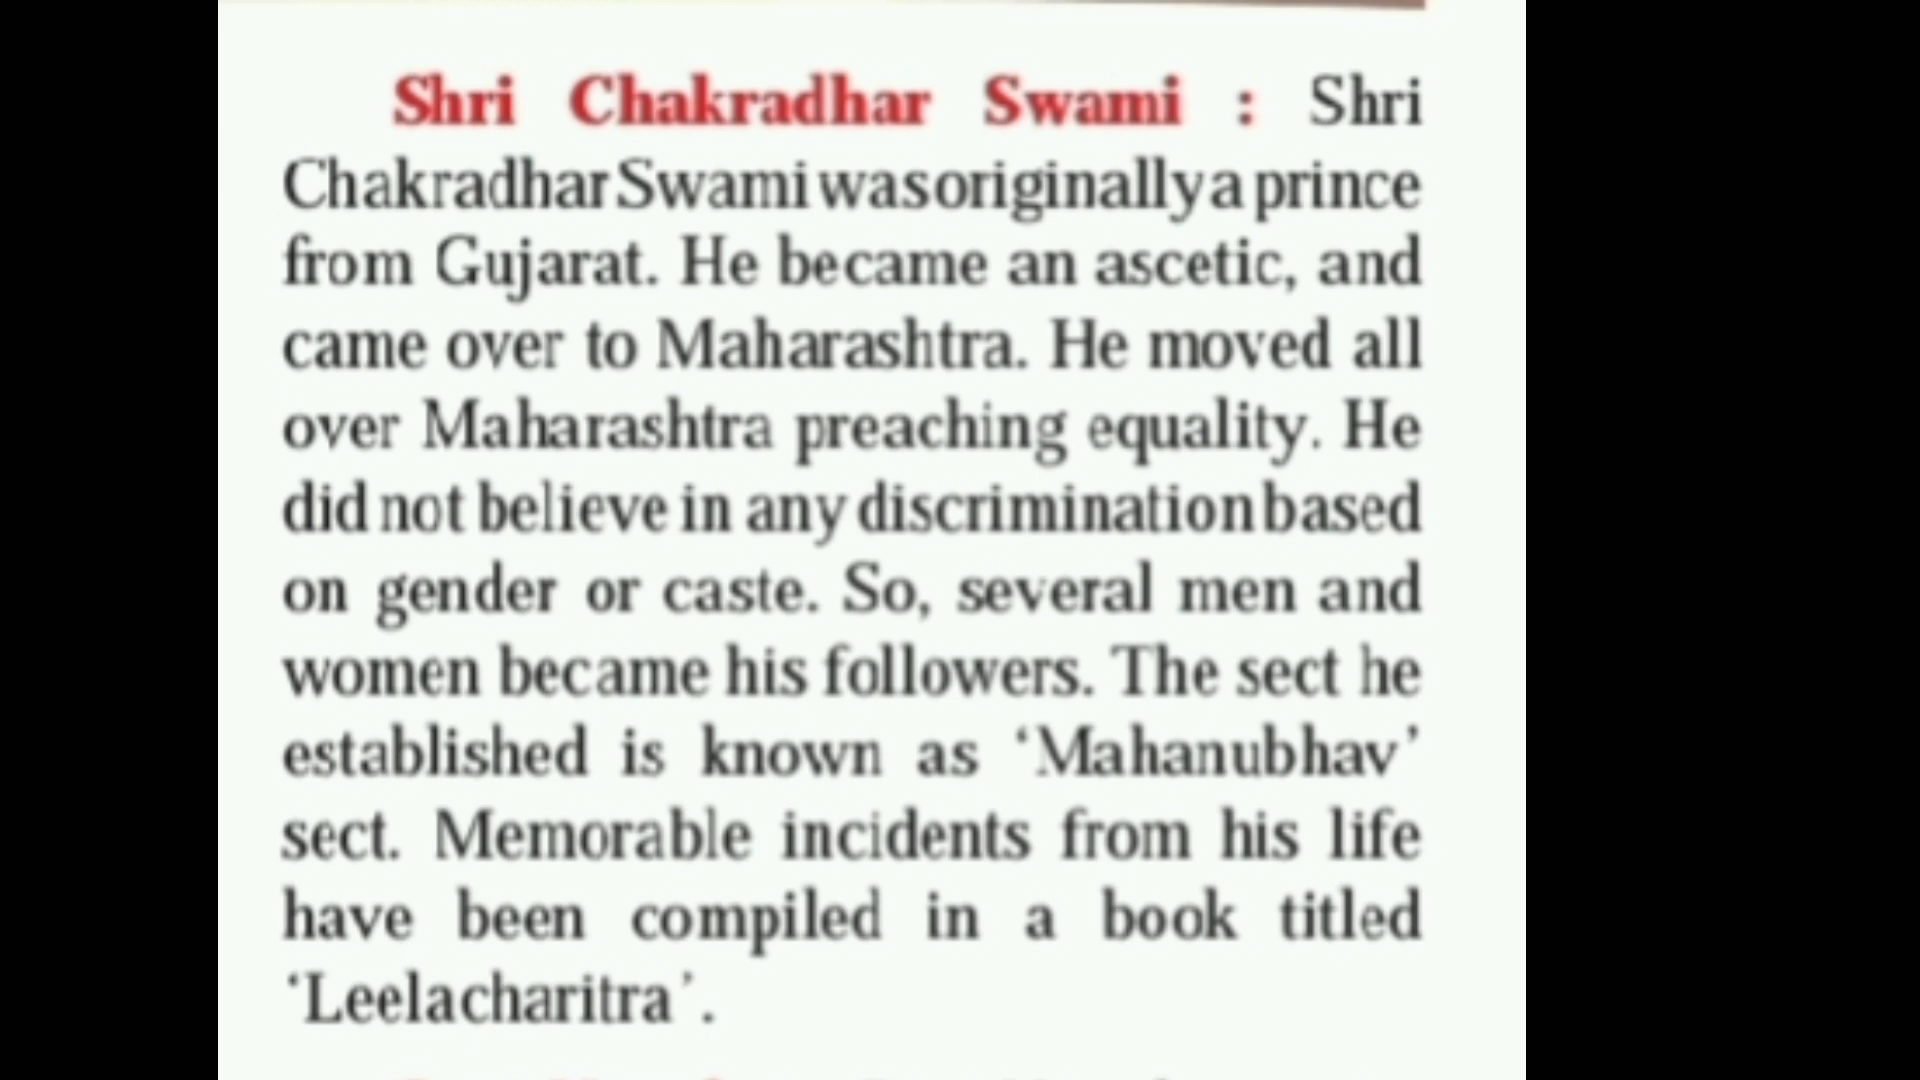 Shri Chakradhar Swami : Shri
Chakradhar Swami was originally a prince
from Gujarat. He became an ascetic, and
came over to Maharashtra. He moved all
over Maharashtra preaching equality. He
did not believe in any discrimination based
on gender or caste. So, several men and
women became his followers. The sect he
established is known as ‘Mahanubhav’
sect. Memorable incidents from his life
have been compiled in a book titled
‘Leelacharitra’.